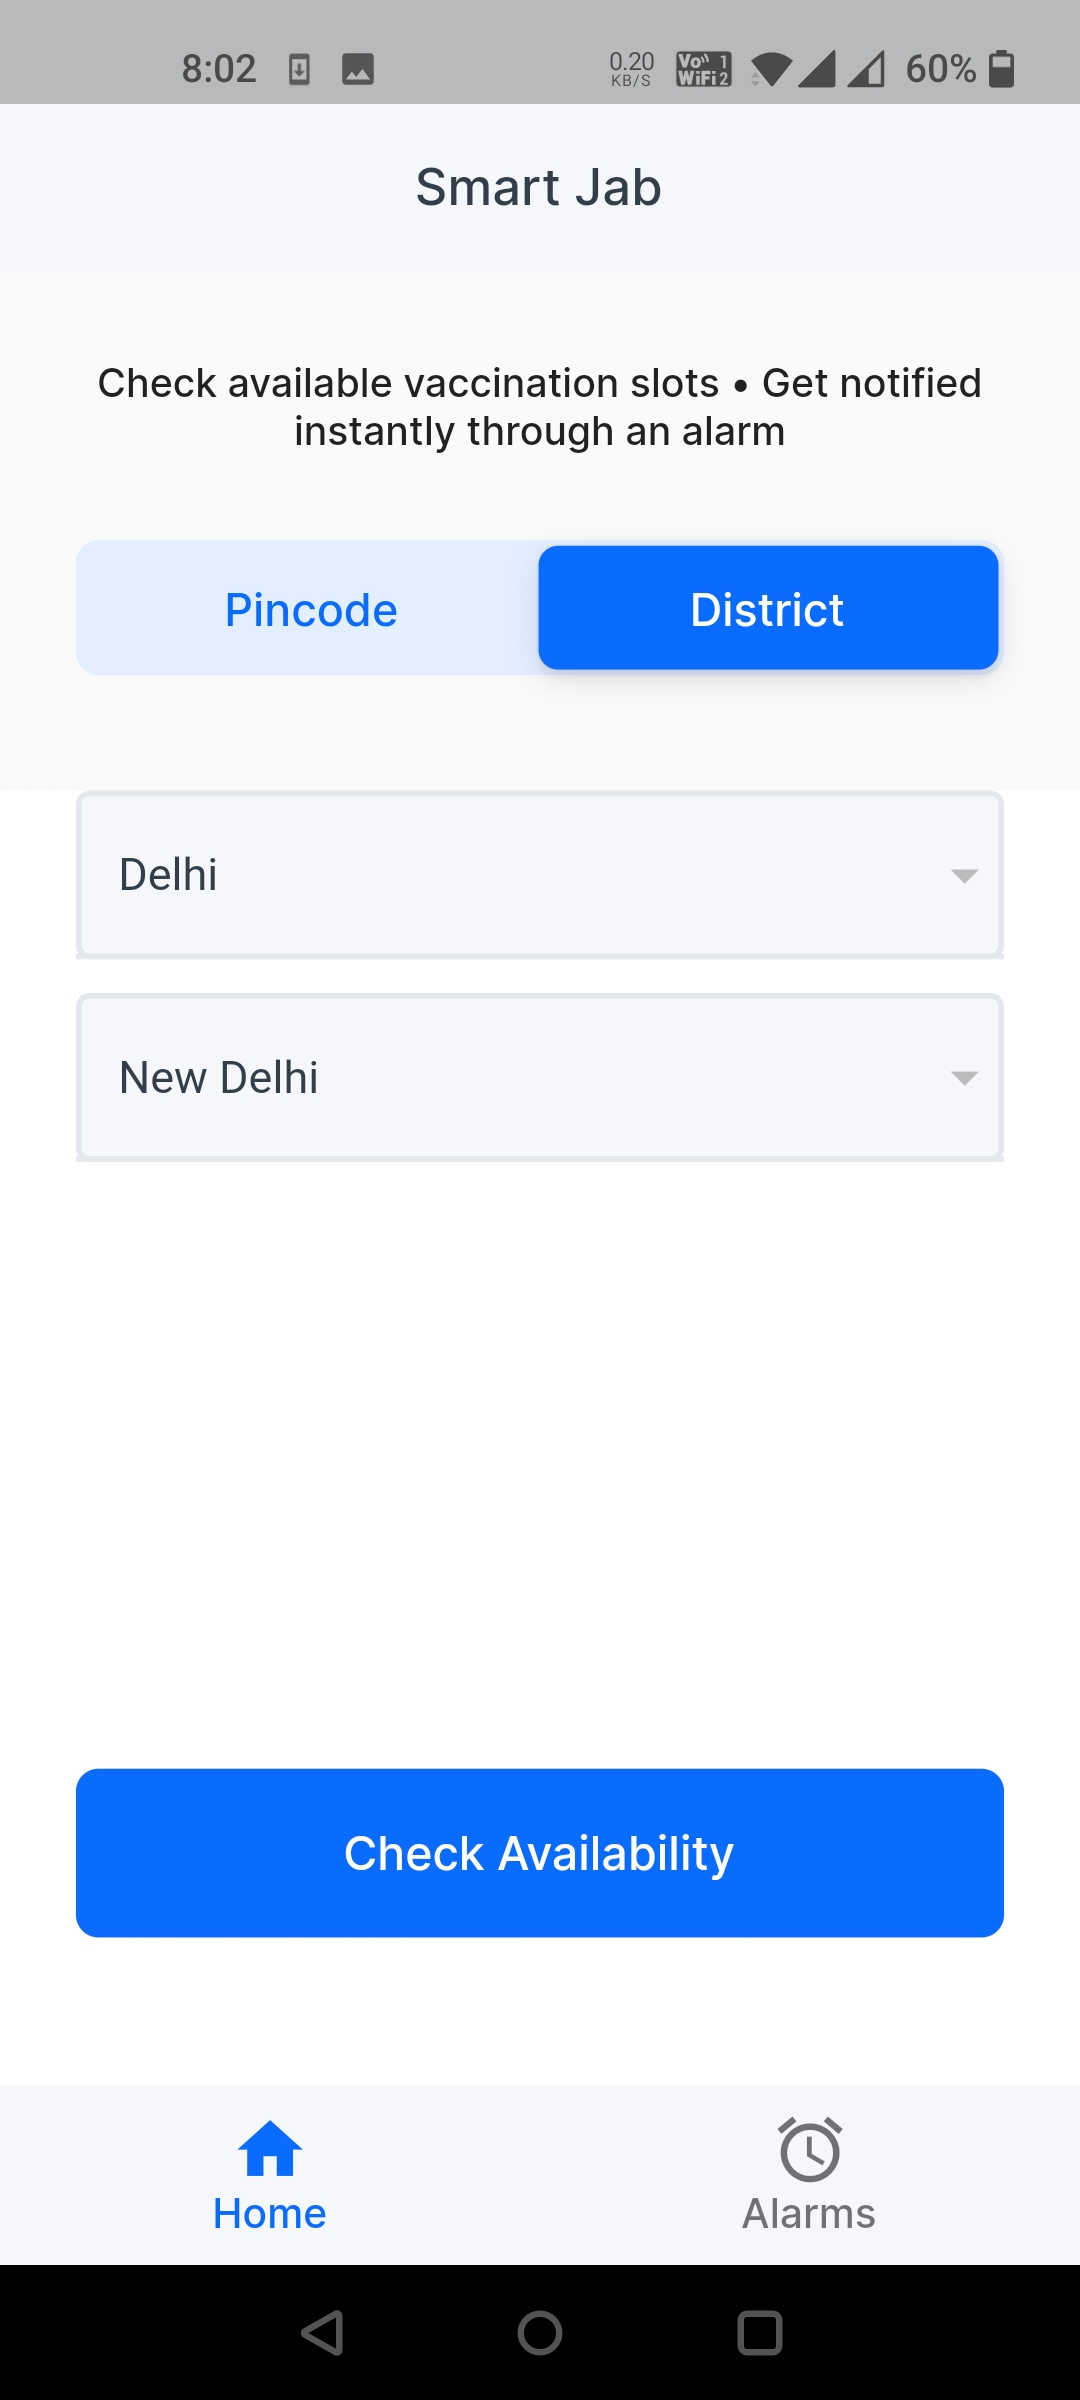 8:02 0.20 KB/S Vo WiFi 1 2 60%
Smart Jab
Check available vaccination slots • Get notified
instantly through an alarm
Pincode District
Delhi
New Delhi
Check Availability
Home Alarms